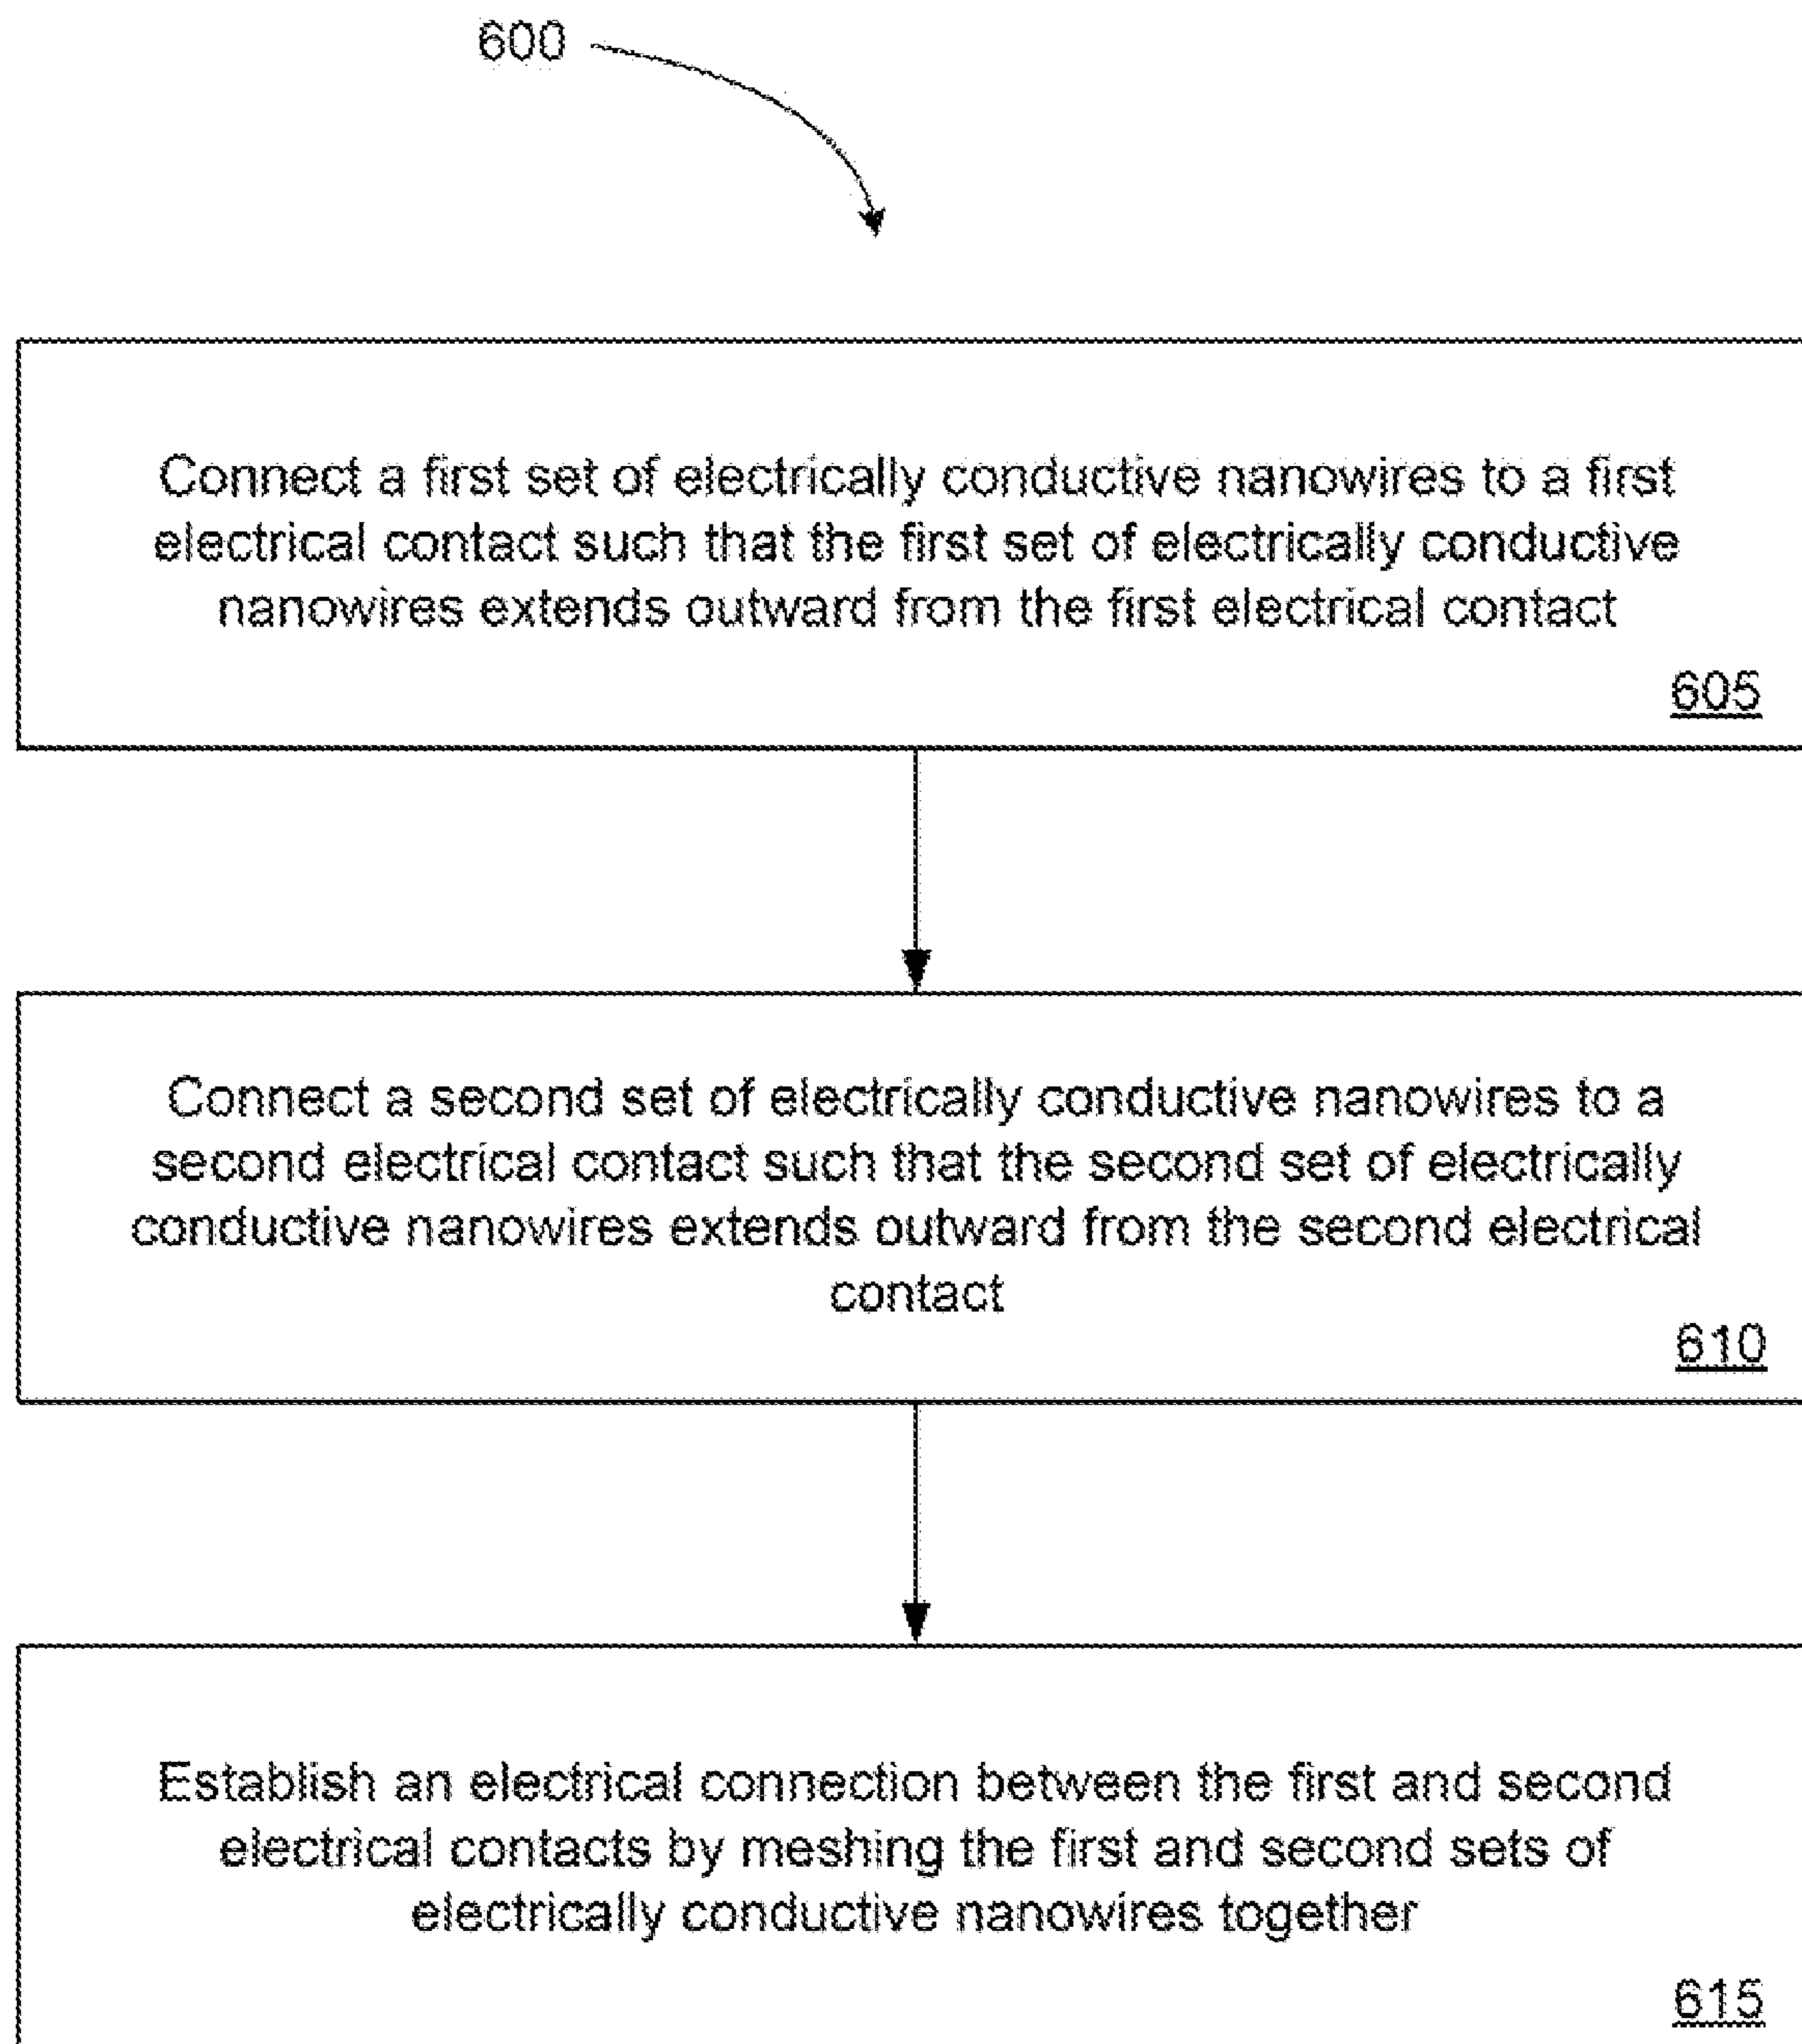 600
Connect a first set of electrically conductive nanowires to a first
electrical contact such that the first set of electrically conductive
nanowires extends outward from the first electrical contact
605
Connect a second set of electrically conductive nanowires to a
second electrical contact such that the second set of electrically
conductive nanowires extends outward from the second electrical
contact
610
Establish an electrical connection between the first and second
electrical contacts by meshing the first and second sets of
electrically conductive nanowires together
615